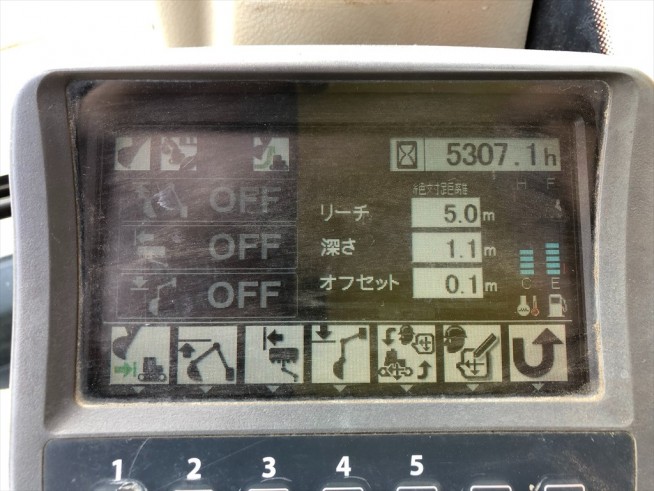 5307.1h
OFF
リーチ 5.0m
OFF
深さ 1.1m
OFF
オフセット 0.1m
H F
C E
1 2 3 4 5